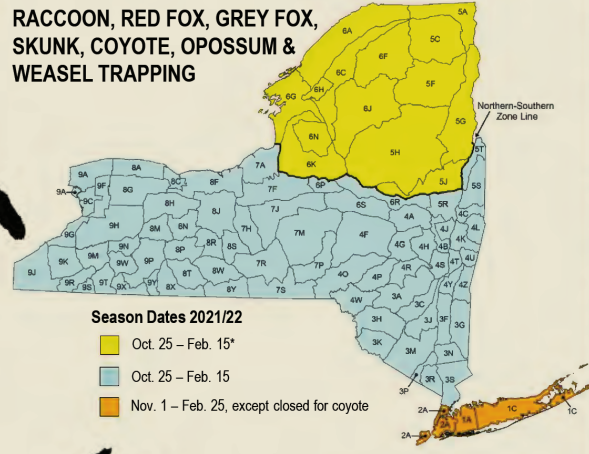 RACCOON, RED FOX, GREY FOX,
SKUNK, COYOTE, OPOSSUM &
WEASEL TRAPPING
5A
6A
5C
6F
6C
5F
6G
6H
6J
Northern-Southern
Zone Line
5G
6N
5H
5T
6K
5J
7A
9A
8A
8C
8F
7F
6P
5S
9A
9F
8G
6R
5R
9C
8H
8J
7J
6S
4A
4C
9G
9H
8M
8N
7H
7M
4F
4J
4L
9N
8P
8R
8S
4G
4H
4B
4K
9K
9M
9W
9P
7R
7P
4R
4S
4T
4U
9J
8T
8W
4O
4P
9R
9S
9T
9X
9Y
8X
8Y
7S
4Y
4Z
4W
3A
3C
Season Dates 2021/22
3H
3J
3F
3G
Oct. 25 – Feb. 15*
3K
3M
3N
Oct. 25 – Feb. 15
3P
3R
3S
Nov. 1 – Feb. 25, except closed for coyote
2A
1C
1C
2A
1A
2A